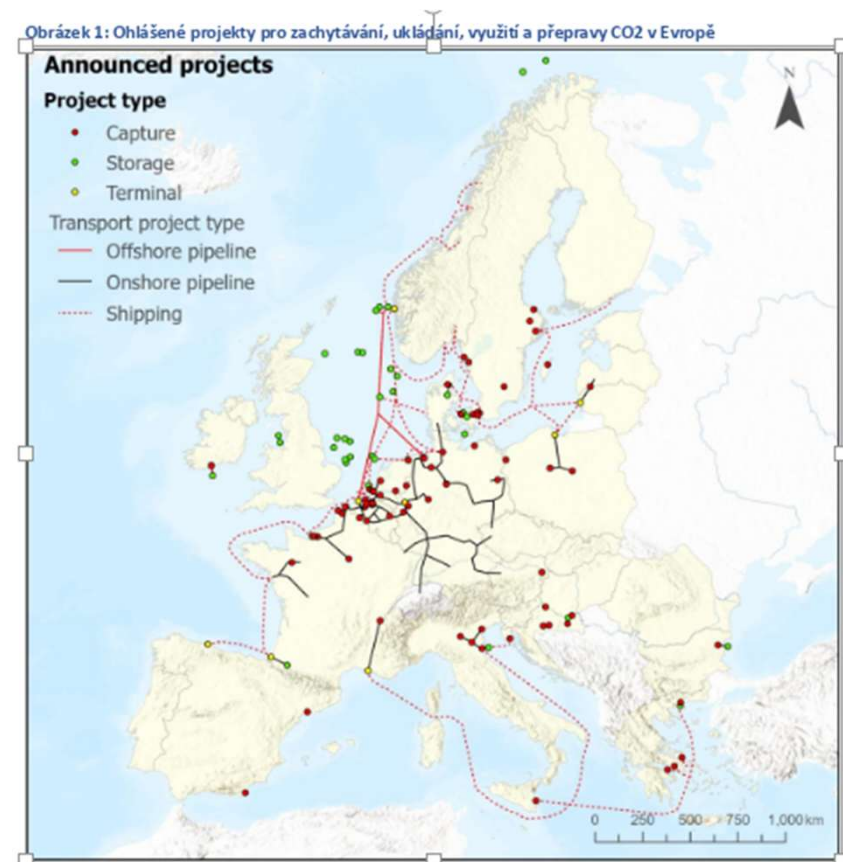 Obrázek 1: Ohlášené projekty pro zachytávání, ukládání, využití a přepravy CO2 v Evropě
Announced projects
N
Project type
Capture
Storage
Terminal
Transport project type
Offshore pipeline
Onshore pipeline
Shipping
0 250 500 750 1,000 km